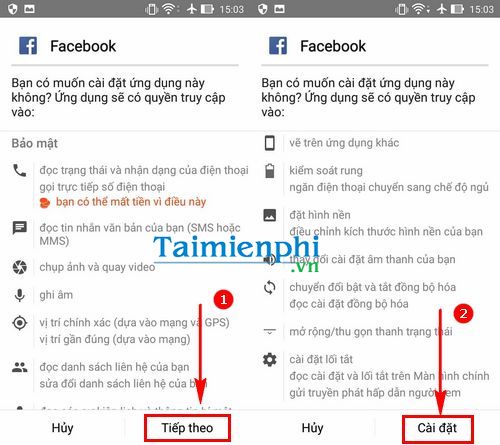 15:03
Facebook
Bạn có muốn cài đặt ứng dụng này
không? Ứng dụng sẽ có quyền truy cập
vào:
Bảo mật
đọc trạng thái và nhận dạng của điện thoại
gọi trực tiếp số điện thoại
bạn có thể mất tiền vì điều này
đọc tin nhắn văn bản của bạn (SMS hoặc
MMS)
chụp ảnh và quay video
ghi âm
vị trí chính xác (dựa vào mạng và GPS)
vị trí gần đúng (dựa vào mạng)
đọc danh sách liên hệ của bạn
sửa đổi danh sách liên hệ của bạn
Hủy
Tiếp theo
1
15:03
Facebook
Bạn có muốn cài đặt ứng dụng này
không? Ứng dụng sẽ có quyền truy cập
vào:
vẽ trên ứng dụng khác
kiểm soát rung
ngăn điện thoại chuyển sang chế độ ngủ
đặt hình nền
điều chỉnh kích thước hình nền của bạn
thay đổi cài đặt âm thanh của bạn
chuyển đổi bật và tắt đồng bộ hóa
đọc cài đặt đồng bộ hóa
mở rộng/thu gọn thanh trạng thái
cài đặt lối tắt
đọc cài đặt và lối tắt trên Màn hình chính
gửi truyền phát hấp dẫn người xem
Hủy
Cài đặt
2
Taimienphi
.vn